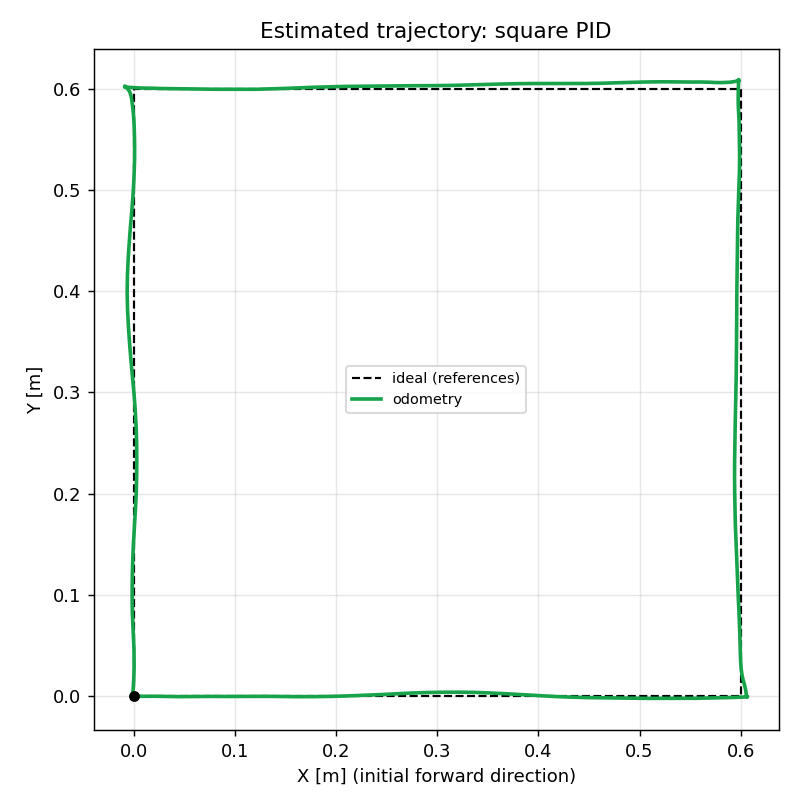 Estimated trajectory: square PID
Y [m]
0.6
0.5
0.4
0.3
0.2
0.1
0.0
ideal (references)
odometry
0.0 0.1 0.2 0.3 0.4 0.5 0.6
X [m] (initial forward direction)